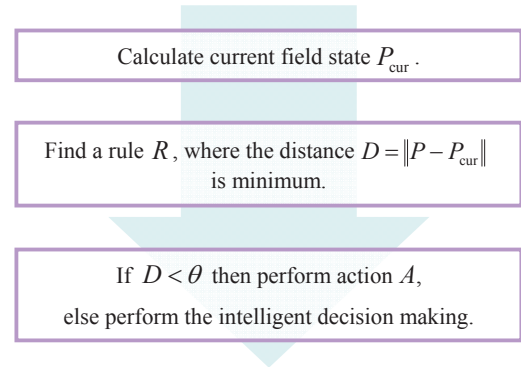 Calculate current field state P_cur .
Find a rule R, where the distance D = ‖P − P_cur‖
is minimum.
If D < θ then perform action A,
else perform the intelligent decision making.